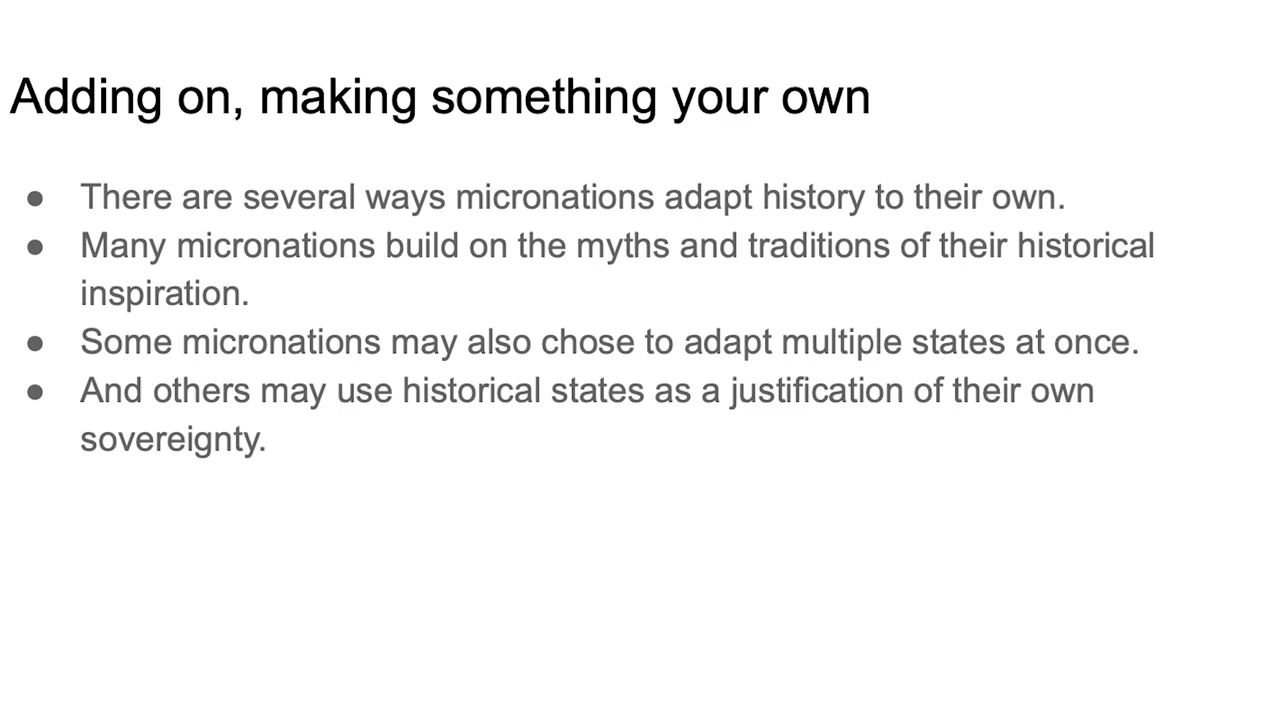 Adding on, making something your own
● There are several ways micronations adapt history to their own.
● Many micronations build on the myths and traditions of their historical
inspiration.
● Some micronations may also chose to adapt multiple states at once.
● And others may use historical states as a justification of their own
sovereignty.